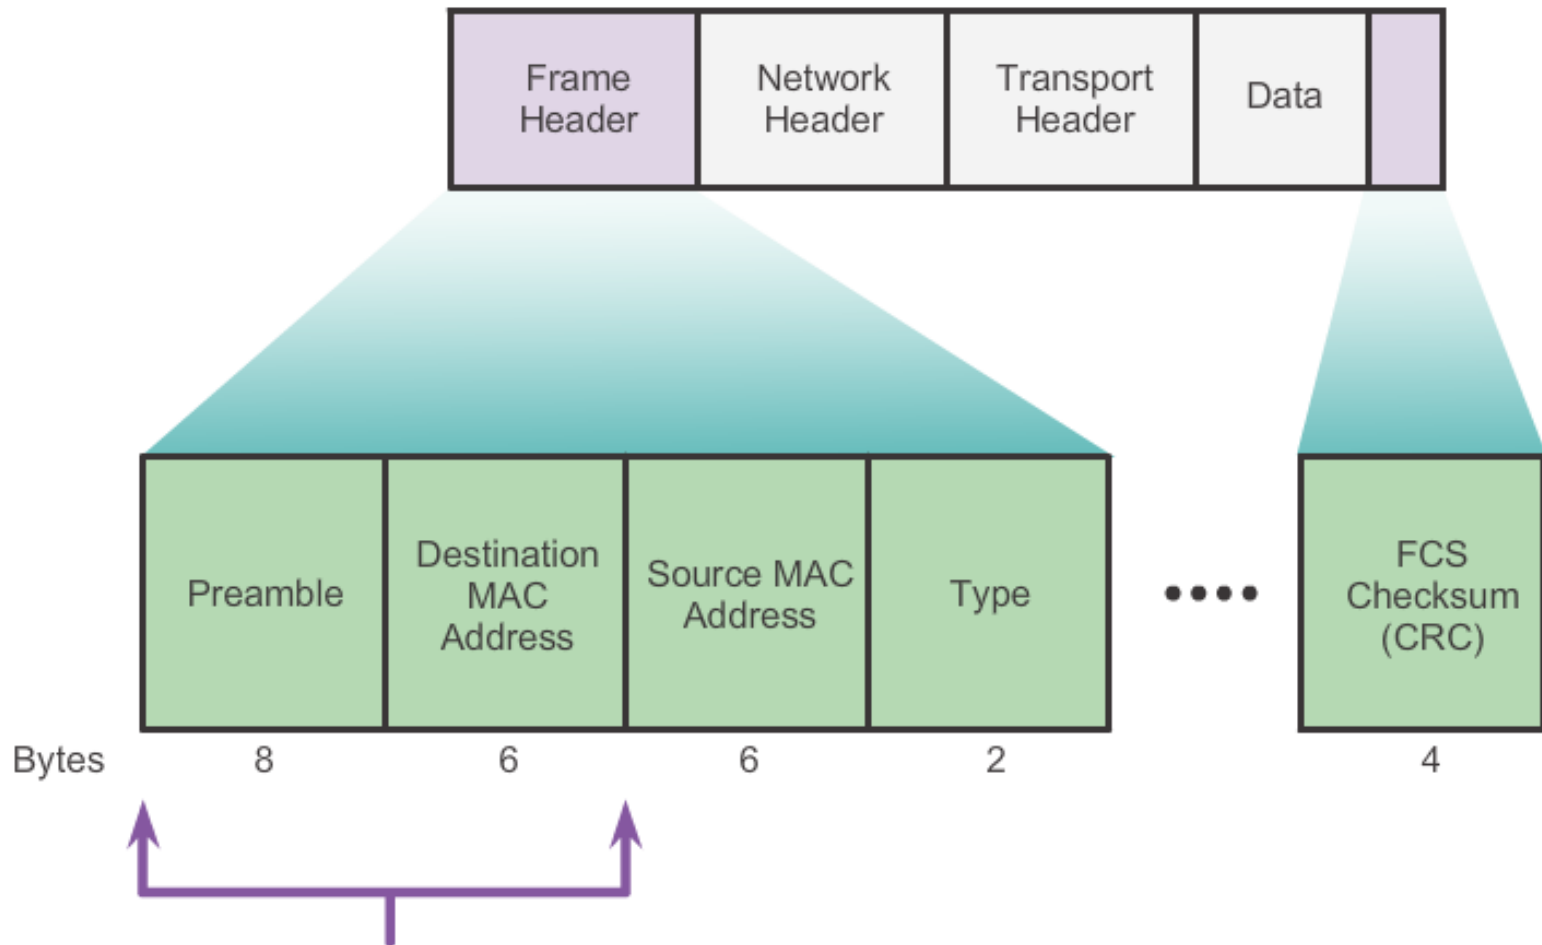 Frame
Header
Network
Header
Transport
Header
Data
Preamble
Destination
MAC
Address
Source MAC
Address
Type
FCS
Checksum
(CRC)
Bytes 8 6 6 2 4